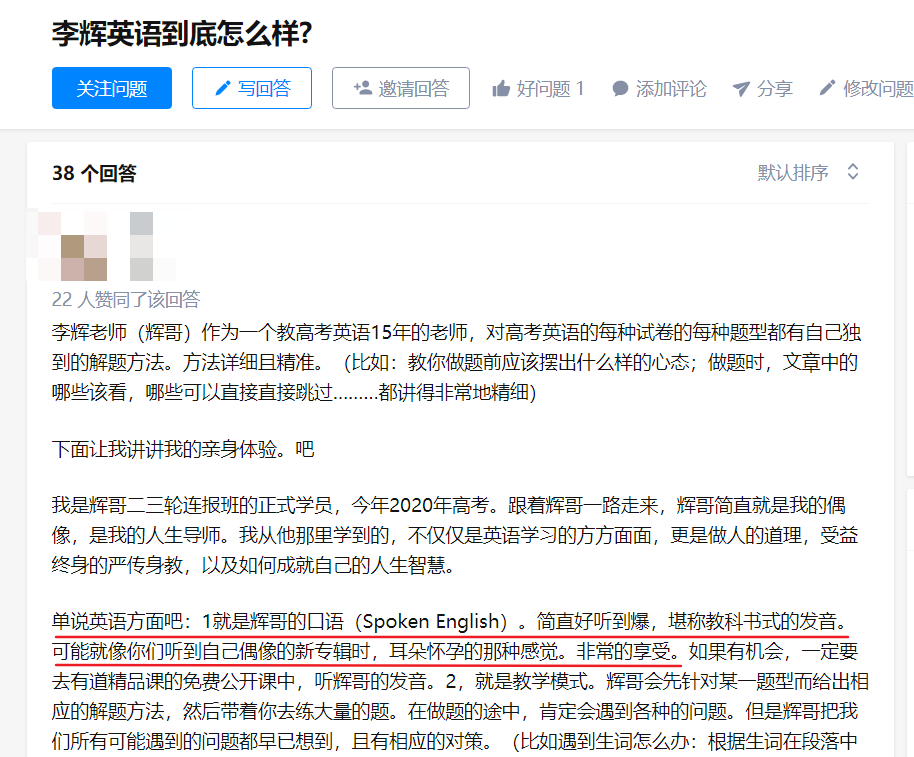 李辉英语到底怎么样?
关注问题 写回答 邀请回答 好问题 1 添加评论 分享 修改问题
38 个回答 默认排序
22 人赞同了该回答
李辉老师（辉哥）作为一个教高考英语15年的老师，对高考英语的每种试卷的每种题型都有自己独
到的解题方法。方法详细且精准。（比如：教你做题前应该摆出什么样的心态；做题时，文章中的
哪些该看，哪些可以直接直接跳过………都讲得非常地精细）
下面让我讲讲我的亲身体验。吧
我是辉哥二三轮连报班的正式学员，今年2020年高考。跟着辉哥一路走来，辉哥简直就是我的偶
像，是我的人生导师。我从他那里学到的，不仅仅是英语学习的方方面面，更是做人的道理，受益
终身的严传身教，以及如何成就自己的人生智慧。
单说英语方面吧：1就是辉哥的口语（Spoken English）。简直好听到爆，堪称教科书式的发音。
可能就像你们听到自己偶像的新专辑时，耳朵怀孕的那种感觉。非常的享受。如果有机会，一定要
去有道精品课的免费公开课中，听辉哥的发音。2，就是教学模式。辉哥会先针对某一题型而给出相
应的解题方法，然后带着你去练大量的题。在做题的途中，肯定会遇到各种的问题。但是辉哥把我
们所有可能遇到的问题都早已想到，且有相应的对策。（比如遇到生词怎么办：根据生词在段落中